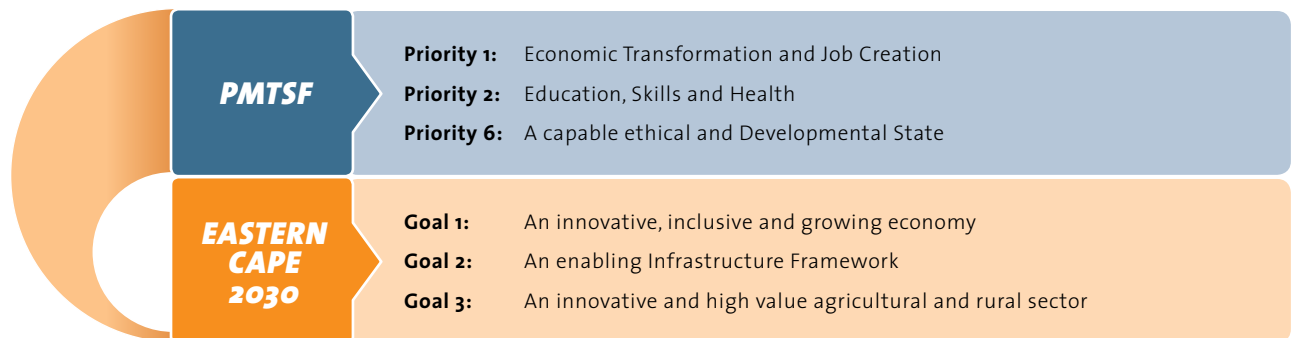 PMTSF
Priority 1: Economic Transformation and Job Creation
Priority 2: Education, Skills and Health
Priority 6: A capable ethical and Developmental State
EASTERN
CAPE
2030
Goal 1: An innovative, inclusive and growing economy
Goal 2: An enabling Infrastructure Framework
Goal 3: An innovative and high value agricultural and rural sector